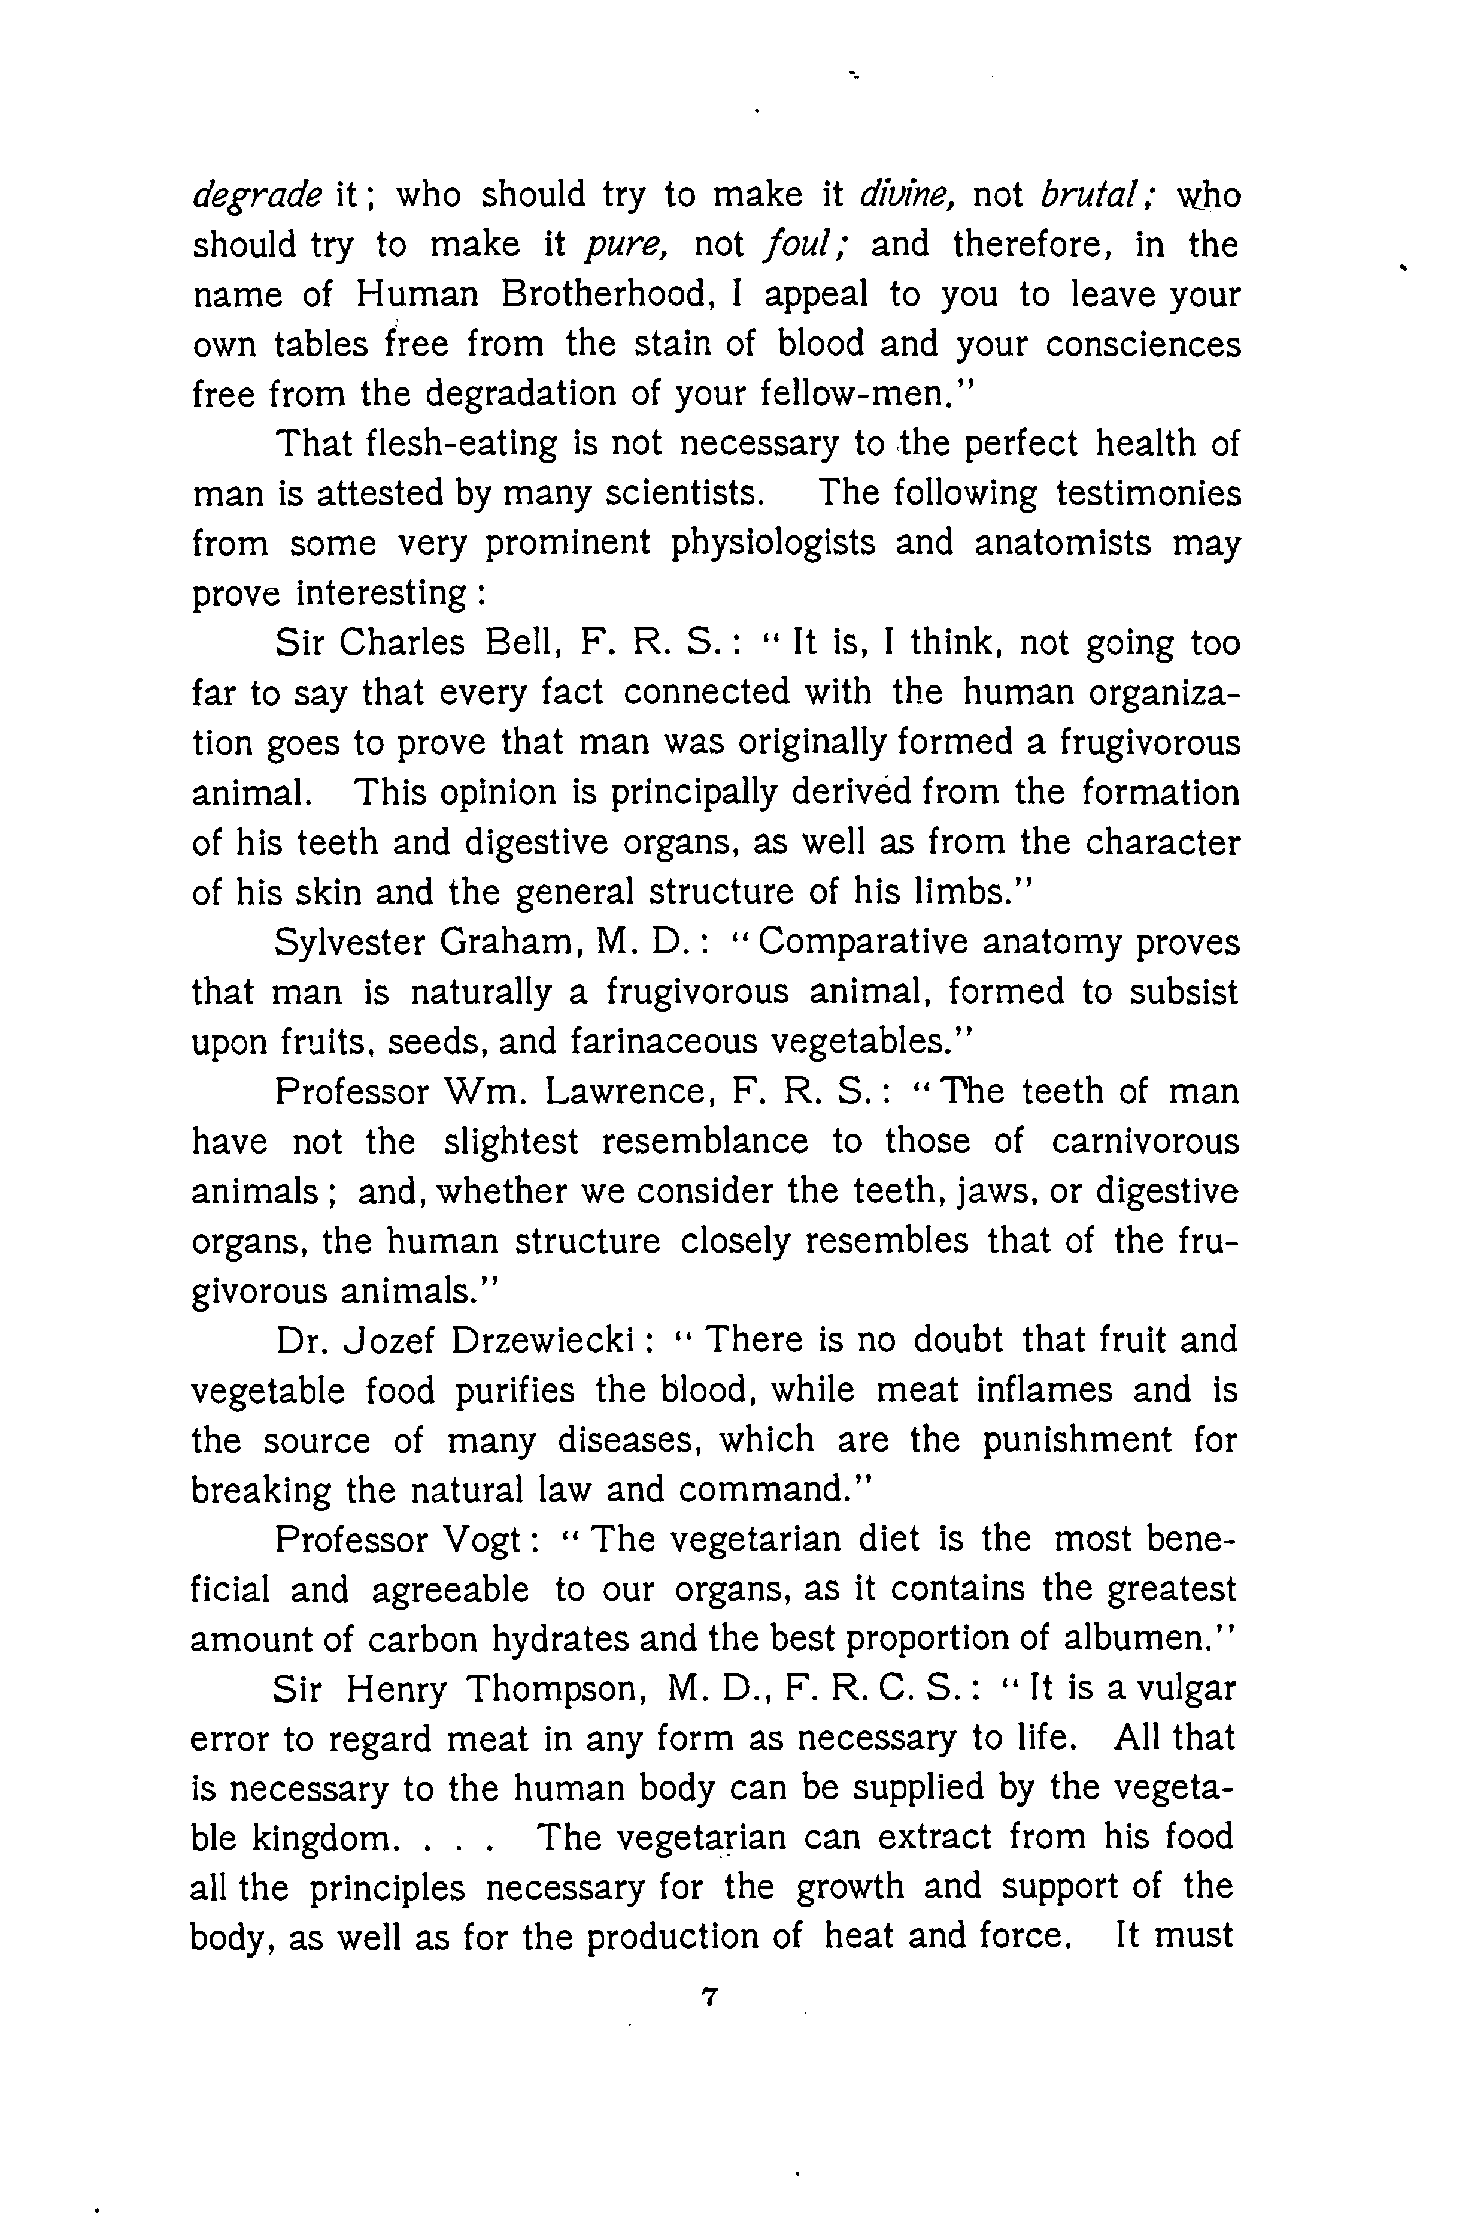 degrade it ; who should try to make it divine, not brutal ; who
should try to make it pure, not foul ; and therefore, in the
name of Human Brotherhood, I appeal to you to leave your
own tables free from the stain of blood and your consciences
free from the degradation of your fellow-men."
That flesh-eating is not necessary to the perfect health of
man is attested by many scientists. The following testimonies
from some very prominent physiologists and anatomists may
prove interesting :
Sir Charles Bell, F. R. S. : " It is, I think, not going too
far to say that every fact connected with the human organiza-
tion goes to prove that man was originally formed a frugivorous
animal. This opinion is principally derived from the formation
of his teeth and digestive organs, as well as from the character
of his skin and the general structure of his limbs."
Sylvester Graham, M. D. : " Comparative anatomy proves
that man is naturally a frugivorous animal, formed to subsist
upon fruits, seeds, and farinaceous vegetables."
Professor Wm. Lawrence, F. R. S. : " The teeth of man
have not the slightest resemblance to those of carnivorous
animals ; and, whether we consider the teeth, jaws, or digestive
organs, the human structure closely resembles that of the fru-
givorous animals."
Dr. Jozef Drzewiecki : " There is no doubt that fruit and
vegetable food purifies the blood, while meat inflames and is
the source of many diseases, which are the punishment for
breaking the natural law and command."
Professor Vogt : " The vegetarian diet is the most bene-
ficial and agreeable to our organs, as it contains the greatest
amount of carbon hydrates and the best proportion of albumen."
Sir Henry Thompson, M. D., F. R. C. S. : " It is a vulgar
error to regard meat in any form as necessary to life. All that
is necessary to the human body can be supplied by the vegeta-
ble kingdom. . . . The vegetarian can extract from his food
all the principles necessary for the growth and support of the
body, as well as for the production of heat and force. It must
7